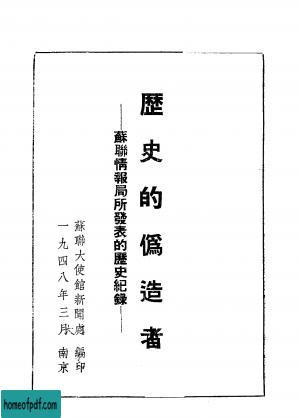 歷史的僞造者
——蘇聯情報局所發表的歷史紀錄——
蘇聯大使館新聞處 編印
一九四八年三月 南京
homeofpdf.com